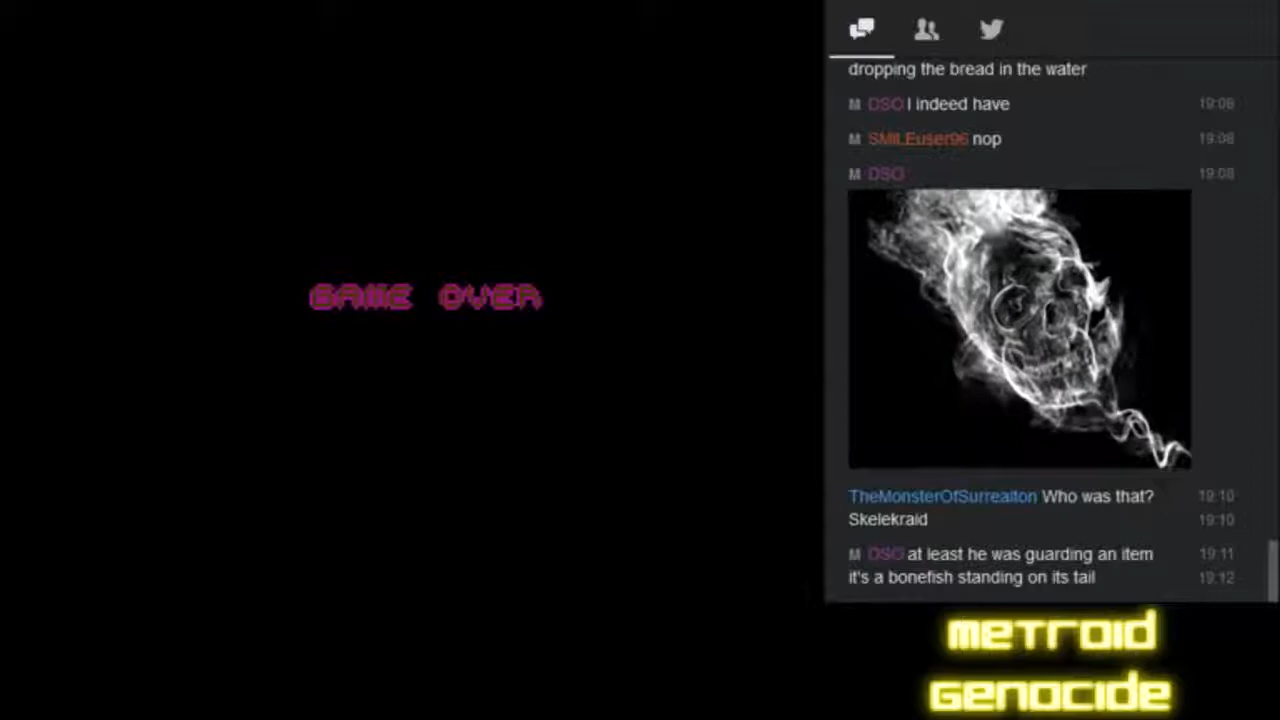 dropping the bread in the water
M DSO I indeed have 19:08
M SMILEuser96 nop 19:08
M DSO 19:08
GAME OVER
TheMonsterOfSurrealton Who was that? 19:10
Skelekraid 19:10
M DSO at least he was guarding an item 19:11
it's a bonefish standing on its tail 19:12
METROID
GENOCIDE